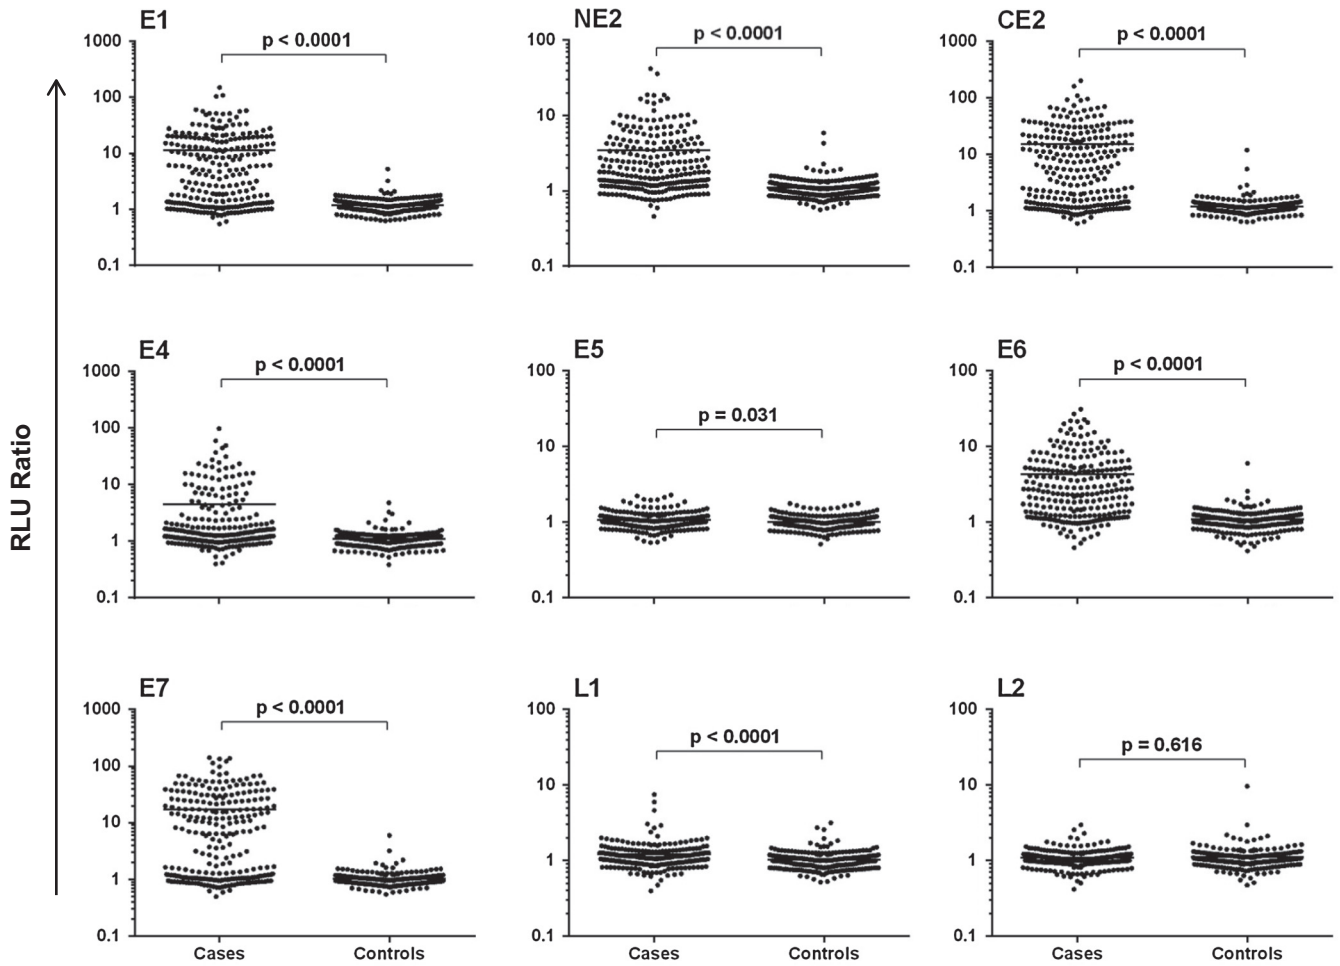 RLU Ratio
E1
p < 0.0001
1000
100
10
1
0.1
NE2
p < 0.0001
100
10
1
0.1
CE2
p < 0.0001
1000
100
10
1
0.1
E4
p < 0.0001
1000
100
10
1
0.1
E5
p = 0.031
100
10
1
0.1
E6
p < 0.0001
100
10
1
0.1
E7
p < 0.0001
1000
100
10
1
0.1
Cases Controls
L1
p < 0.0001
100
10
1
0.1
Cases Controls
L2
p = 0.616
100
10
1
0.1
Cases Controls